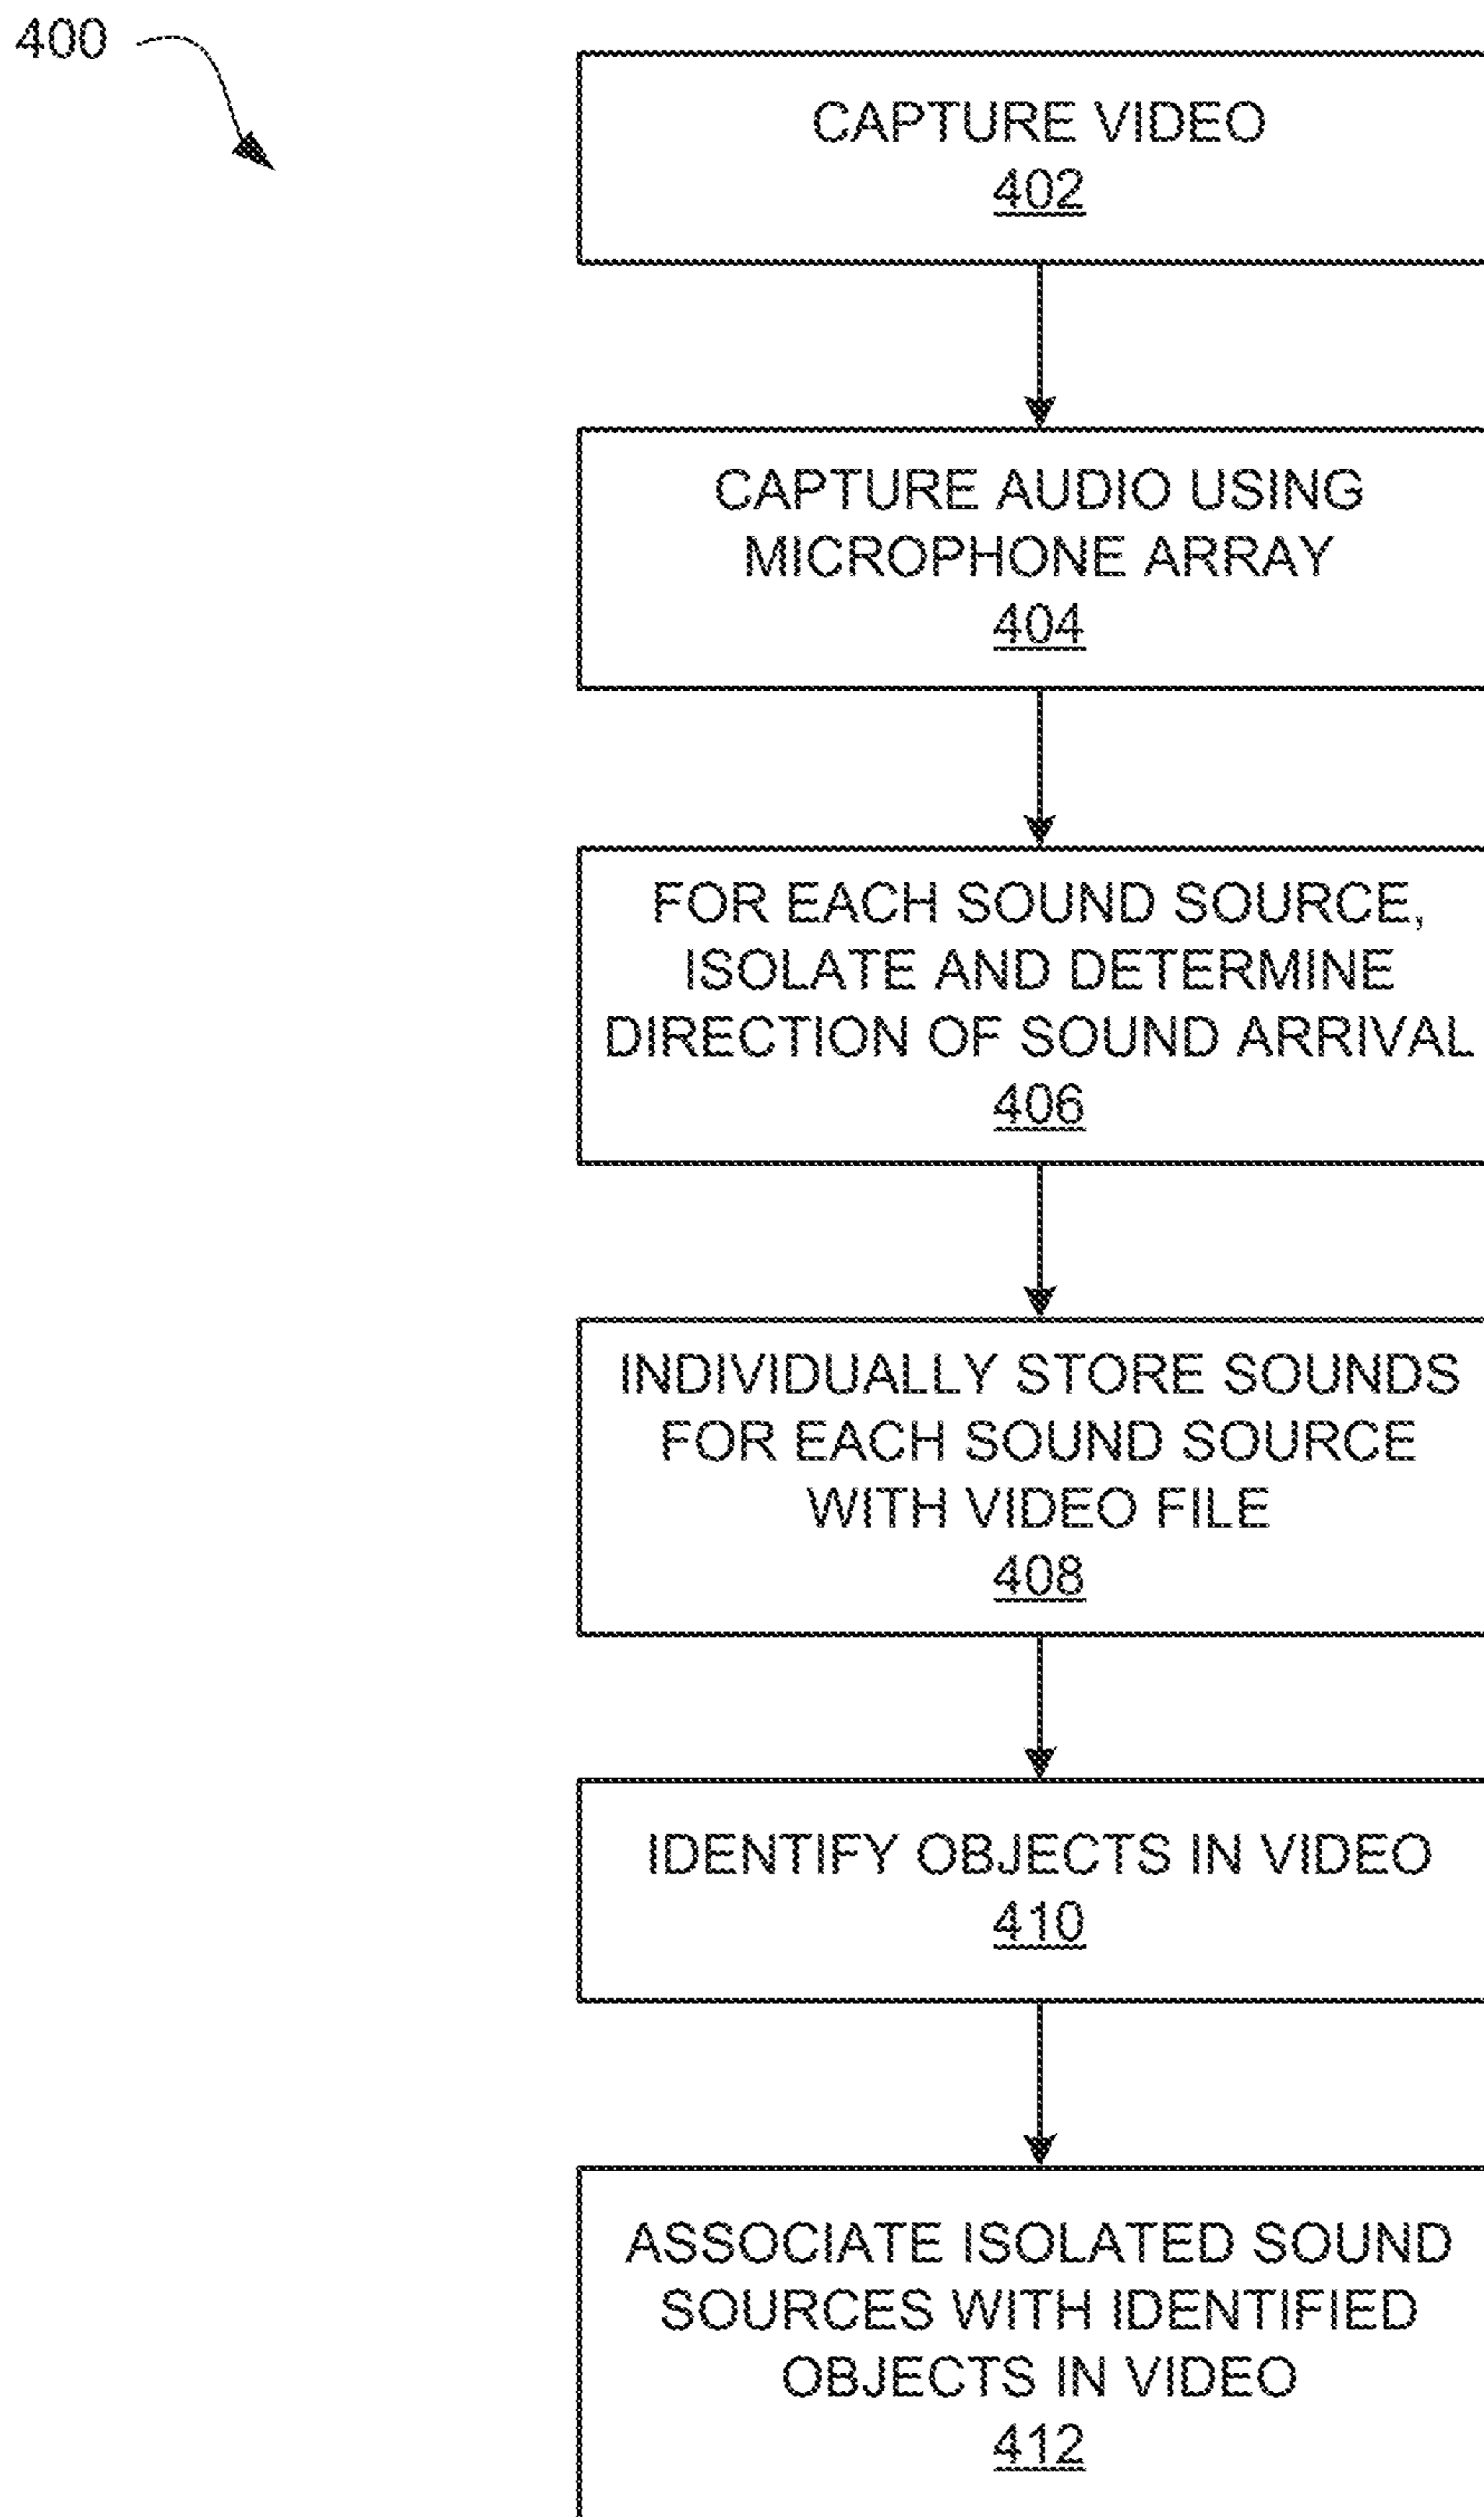 400
CAPTURE VIDEO
402
CAPTURE AUDIO USING
MICROPHONE ARRAY
404
FOR EACH SOUND SOURCE,
ISOLATE AND DETERMINE
DIRECTION OF SOUND ARRIVAL
406
INDIVIDUALLY STORE SOUNDS
FOR EACH SOUND SOURCE
WITH VIDEO FILE
408
IDENTIFY OBJECTS IN VIDEO
410
ASSOCIATE ISOLATED SOUND
SOURCES WITH IDENTIFIED
OBJECTS IN VIDEO
412